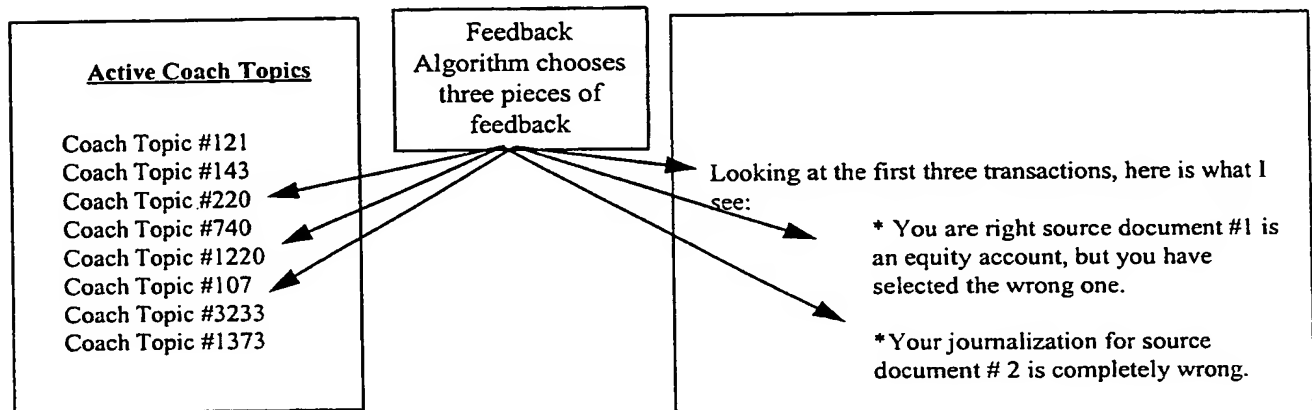 Active Coach Topics
Coach Topic #121
Coach Topic #143
Coach Topic #220
Coach Topic #740
Coach Topic #1220
Coach Topic #107
Coach Topic #3233
Coach Topic #1373
Feedback
Algorithm chooses
three pieces of
feedback
Looking at the first three transactions, here is what I
see:
* You are right source document #1 is
an equity account, but you have
selected the wrong one.
*Your journalization for source
document # 2 is completely wrong.